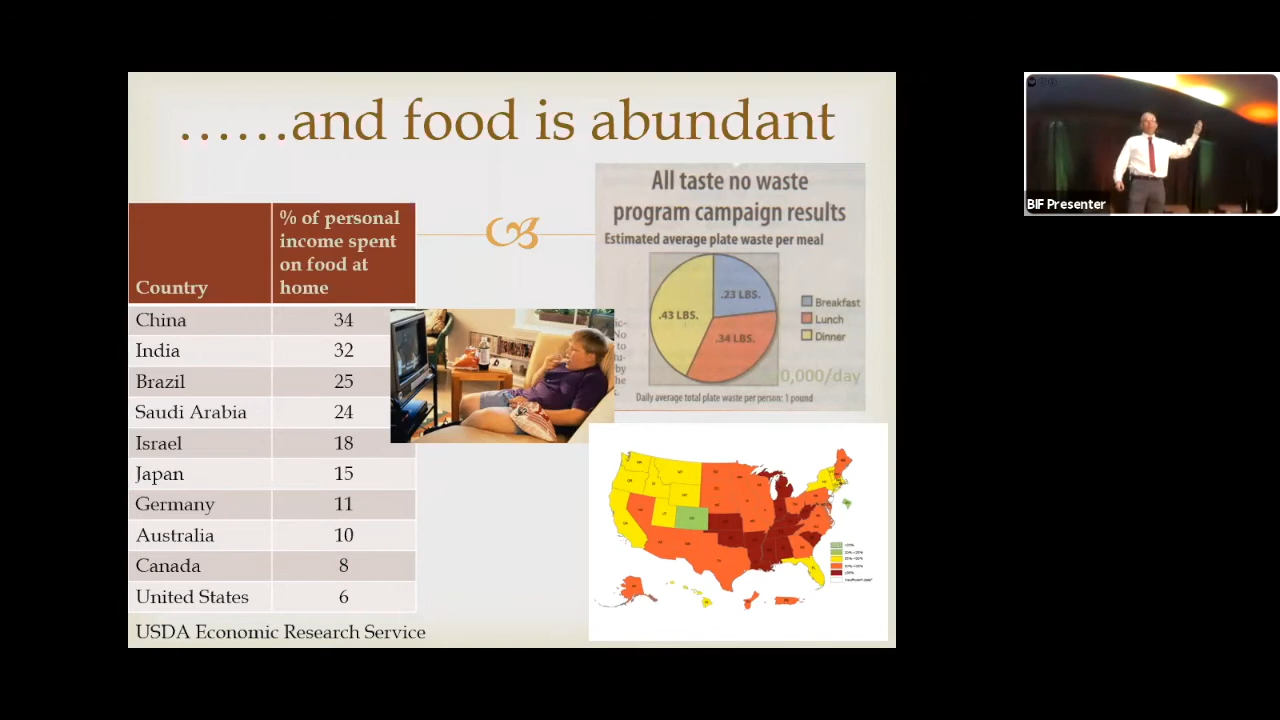 ......and food is abundant
Country
% of personal
income spent
on food at
home
China 34
India 32
Brazil 25
Saudi Arabia 24
Israel 18
Japan 15
Germany 11
Australia 10
Canada 8
United States 6
USDA Economic Research Service
All taste no waste
program campaign results
Estimated average plate waste per meal
.23 LBS.
.43 LBS.
.34 LBS.
Breakfast
Lunch
Dinner
0,000/day
Daily average total plate waste per person: 1 pound
BIF Presenter